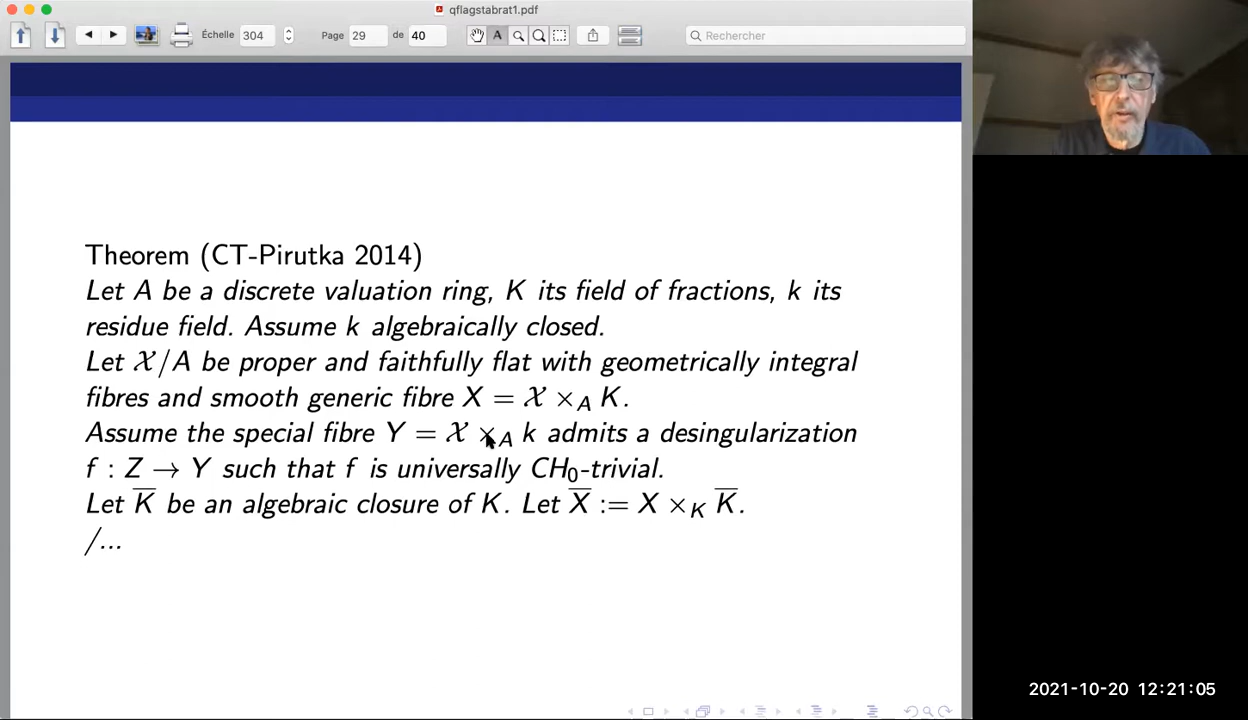 qflagstabrat1.pdf
Échelle 304 Page 29 de 40 Rechercher
Theorem (CT-Pirutka 2014)
Let A be a discrete valuation ring, K its field of fractions, k its
residue field. Assume k algebraically closed.
Let 𝒳/A be proper and faithfully flat with geometrically integral
fibres and smooth generic fibre X = 𝒳 ×_A K.
Assume the special fibre Y = 𝒳 ×_A k admits a desingularization
f : Z → Y such that f is universally CH₀-trivial.
Let K̅ be an algebraic closure of K. Let X̅ := X ×_K K̅.
/...
2021-10-20 12:21:05